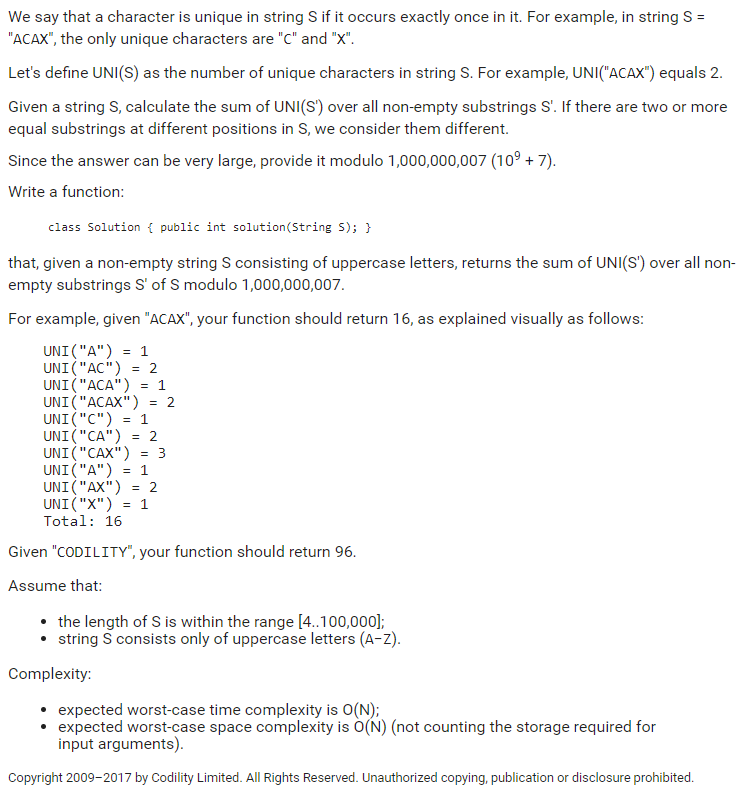 We say that a character is unique in string S if it occurs exactly once in it. For example, in string S =
"ACAX", the only unique characters are "C" and "X".
Let's define UNI(S) as the number of unique characters in string S. For example, UNI("ACAX") equals 2.
Given a string S, calculate the sum of UNI(S') over all non-empty substrings S'. If there are two or more
equal substrings at different positions in S, we consider them different.
Since the answer can be very large, provide it modulo 1,000,000,007 (10⁹ + 7).
Write a function:
class Solution { public int solution(String S); }
that, given a non-empty string S consisting of uppercase letters, returns the sum of UNI(S') over all non-
empty substrings S' of S modulo 1,000,000,007.
For example, given "ACAX", your function should return 16, as explained visually as follows:
UNI("A") = 1
UNI("AC") = 2
UNI("ACA") = 1
UNI("ACAX") = 2
UNI("C") = 1
UNI("CA") = 2
UNI("CAX") = 3
UNI("A") = 1
UNI("AX") = 2
UNI("X") = 1
Total: 16
Given "CODILITY", your function should return 96.
Assume that:
• the length of S is within the range [4..100,000];
• string S consists only of uppercase letters (A-Z).
Complexity:
• expected worst-case time complexity is O(N);
• expected worst-case space complexity is O(N) (not counting the storage required for
input arguments).
Copyright 2009–2017 by Codility Limited. All Rights Reserved. Unauthorized copying, publication or disclosure prohibited.